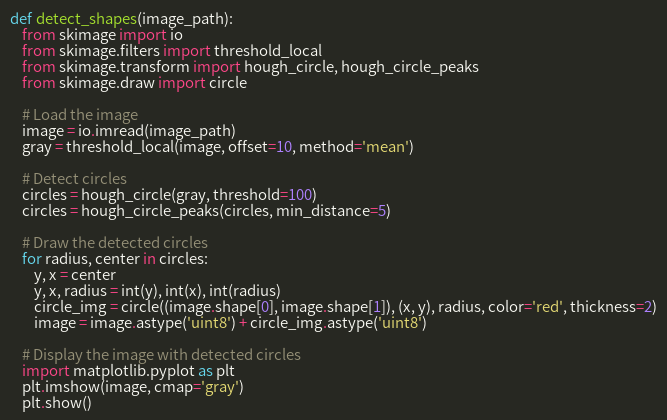 def detect_shapes(image_path):
    from skimage import io
    from skimage.filters import threshold_local
    from skimage.transform import hough_circle, hough_circle_peaks
    from skimage.draw import circle

    # Load the image
    image = io.imread(image_path)
    gray = threshold_local(image, offset=10, method='mean')

    # Detect circles
    circles = hough_circle(gray, threshold=100)
    circles = hough_circle_peaks(circles, min_distance=5)

    # Draw the detected circles
    for radius, center in circles:
        y, x = center
        y, x, radius = int(y), int(x), int(radius)
        circle_img = circle((image.shape[0], image.shape[1]), (x, y), radius, color='red', thickness=2)
        image = image.astype('uint8') + circle_img.astype('uint8')

    # Display the image with detected circles
    import matplotlib.pyplot as plt
    plt.imshow(image, cmap='gray')
    plt.show()